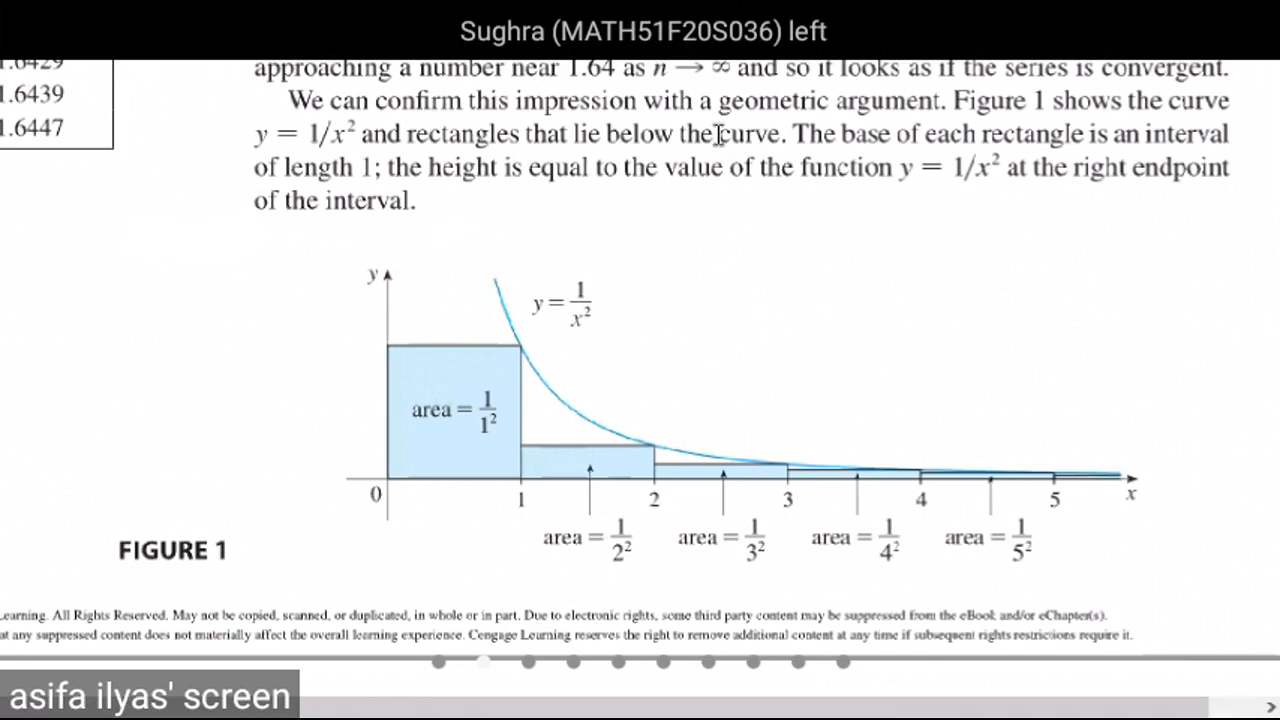 Sughra (MATH51F20S036) left
1.6429
approaching a number near 1.64 as n → ∞ and so it looks as if the series is convergent.
1.6439
We can confirm this impression with a geometric argument. Figure 1 shows the curve
1.6447
y = 1/x² and rectangles that lie below the curve. The base of each rectangle is an interval
of length 1; the height is equal to the value of the function y = 1/x² at the right endpoint
of the interval.
y
y = 1/x²
area = 1/1²
0 1 2 3 4 5 x
area = 1/2² area = 1/3² area = 1/4² area = 1/5²
FIGURE 1
Learning. All Rights Reserved. May not be copied, scanned, or duplicated, in whole or in part. Due to electronic rights, some third party content may be suppressed from the eBook and/or eChapter(s).
at any suppressed content does not materially affect the overall learning experience. Cengage Learning reserves the right to remove additional content at any time if subsequent rights restrictions require it.
asifa ilyas' screen